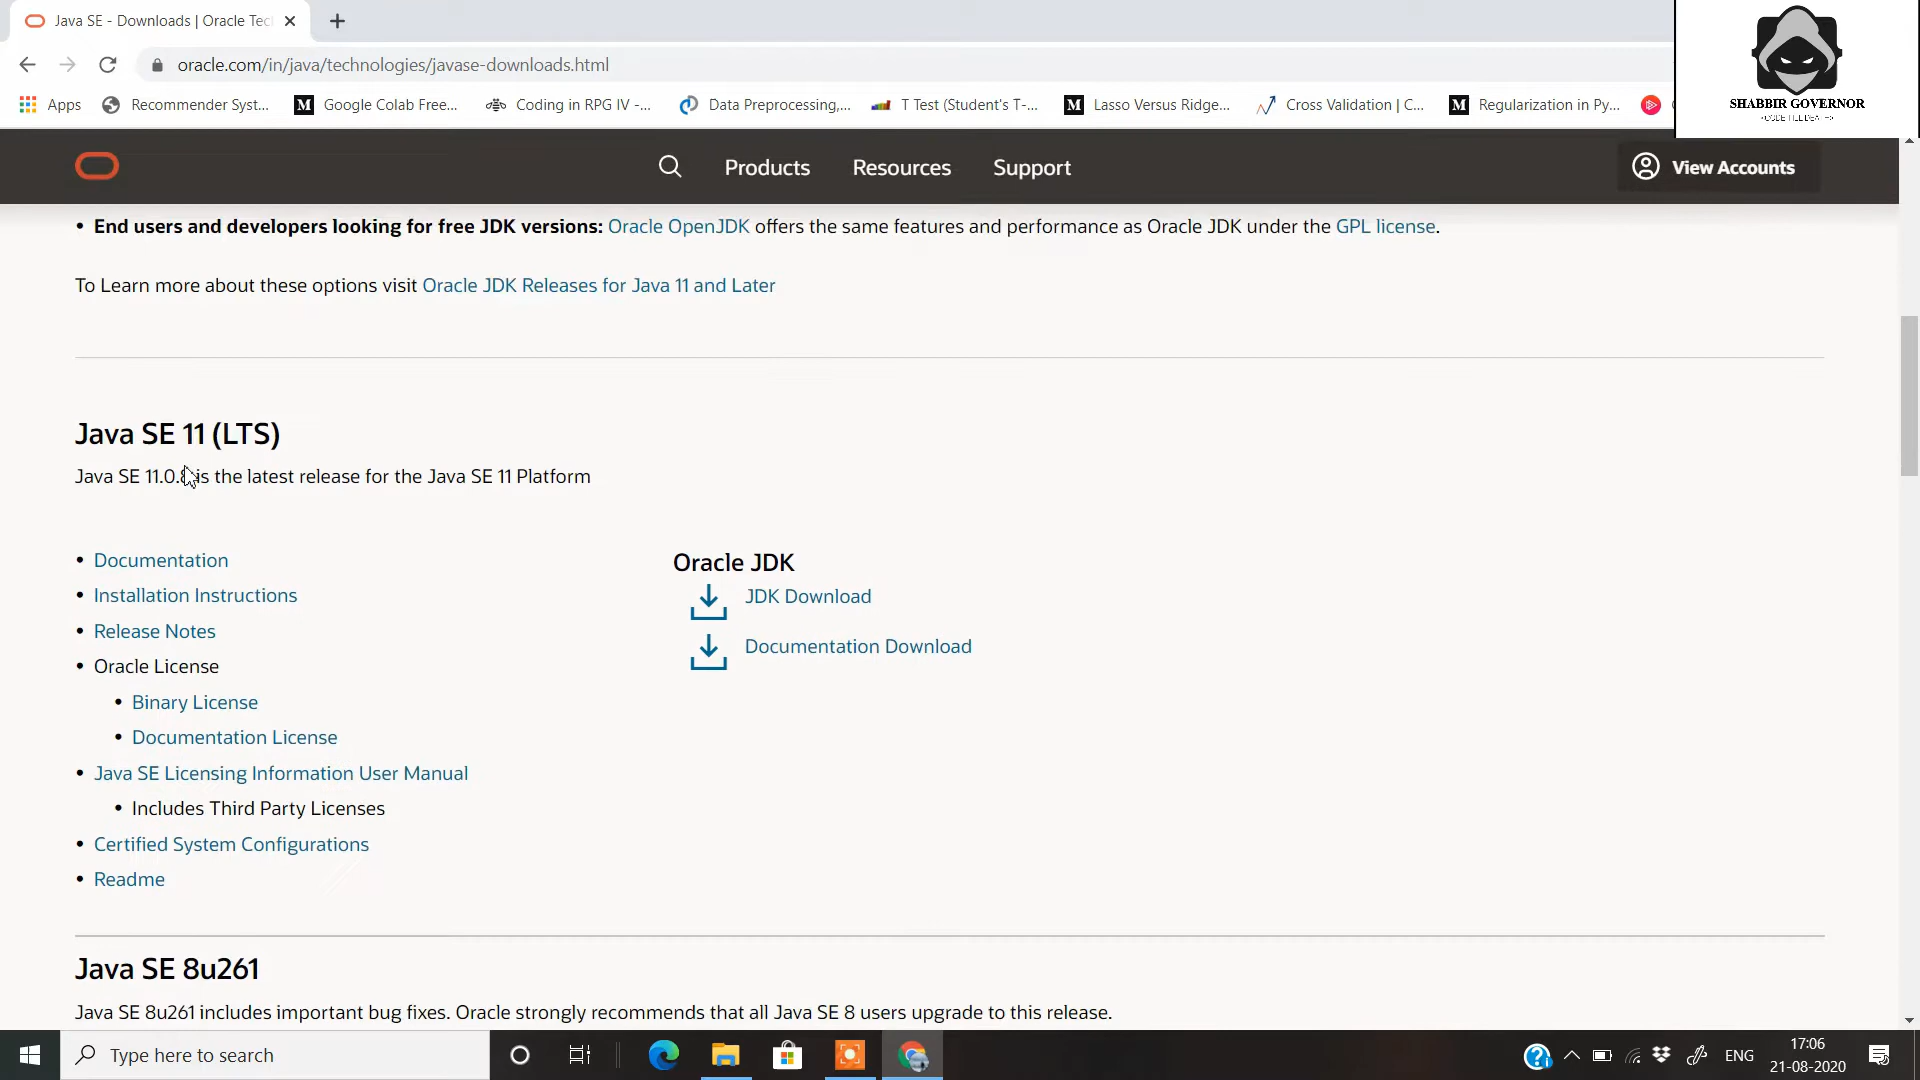 Java SE - Downloads | Oracle Tec
oracle.com/in/java/technologies/javase-downloads.html
Apps Recommender Syst... Google Colab Free... Coding in RPG IV -... Data Preprocessing,... T Test (Student's T-... Lasso Versus Ridge... Cross Validation | C... Regularization in Py...
SHABBIR GOVERNOR
Products Resources Support View Accounts
• End users and developers looking for free JDK versions: Oracle OpenJDK offers the same features and performance as Oracle JDK under the GPL license.
To Learn more about these options visit Oracle JDK Releases for Java 11 and Later
Java SE 11 (LTS)
Java SE 11.0. is the latest release for the Java SE 11 Platform
• Documentation
• Installation Instructions
• Release Notes
• Oracle License
• Binary License
• Documentation License
• Java SE Licensing Information User Manual
• Includes Third Party Licenses
• Certified System Configurations
• Readme
Oracle JDK
JDK Download
Documentation Download
Java SE 8u261
Java SE 8u261 includes important bug fixes. Oracle strongly recommends that all Java SE 8 users upgrade to this release.
Type here to search
ENG
17:06
21-08-2020